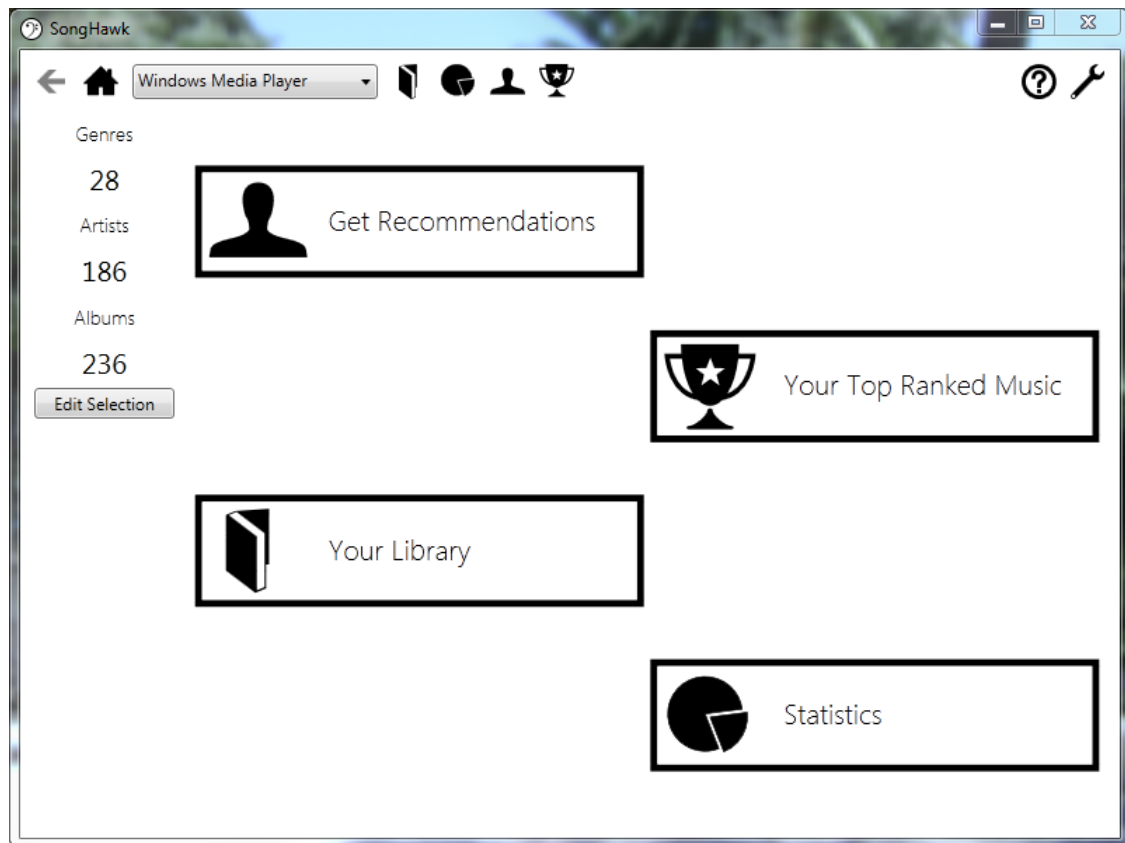 SongHawk
Windows Media Player
Genres
28
Artists
186
Albums
236
Edit Selection
Get Recommendations
Your Top Ranked Music
Your Library
Statistics